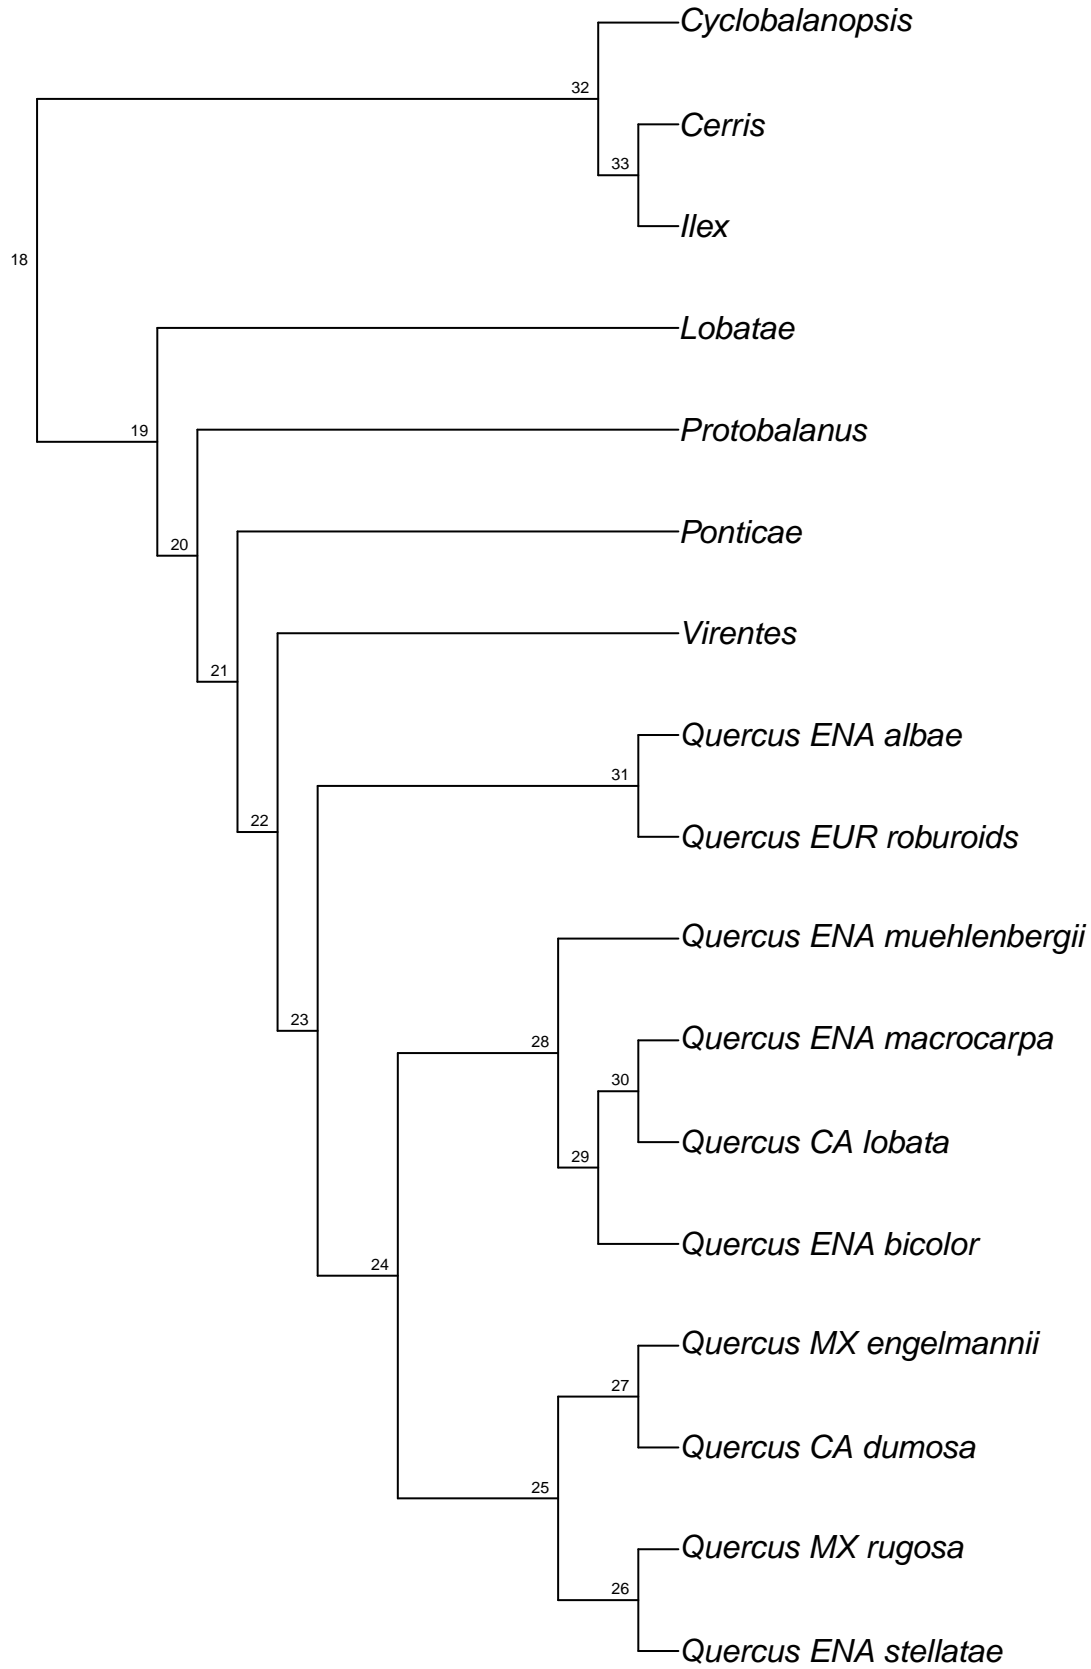 Cyclobalanopsis
32
Cerris
33
Ilex
18
Lobatae
Protobalanus
19
Ponticae
20
Virentes
21
Quercus ENA albae
31
22
Quercus EUR roburoids
Quercus ENA muehlenbergii
23
28
Quercus ENA macrocarpa
30
Quercus CA lobata
29
Quercus ENA bicolor
24
Quercus MX engelmannii
27
Quercus CA dumosa
25
Quercus MX rugosa
26
Quercus ENA stellatae